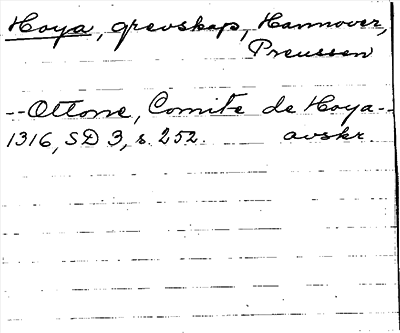 Hoya, grevskap, Hannover,
Preussen
--Ottone, Comite de Hoya--
1316, SD 3, s. 252. avskr.